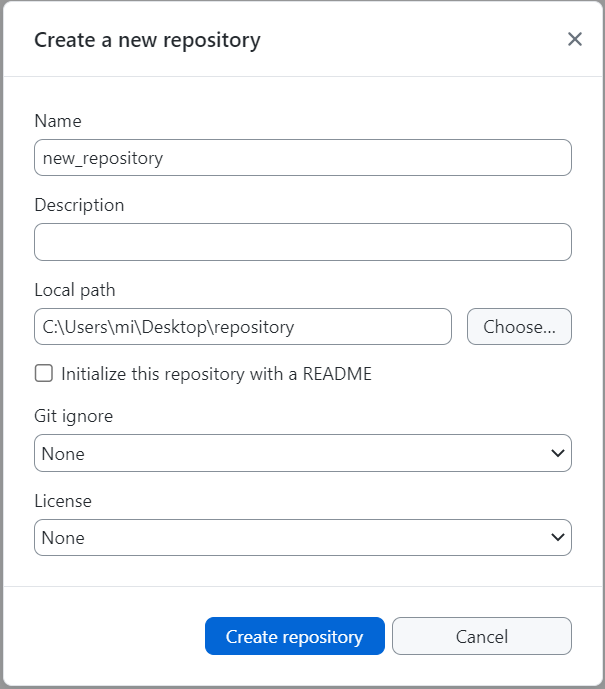 Create a new repository
Name
new_repository
Description
Local path
C:\Users\mi\Desktop\repository
Choose...
Initialize this repository with a README
Git ignore
None
License
None
Create repository
Cancel